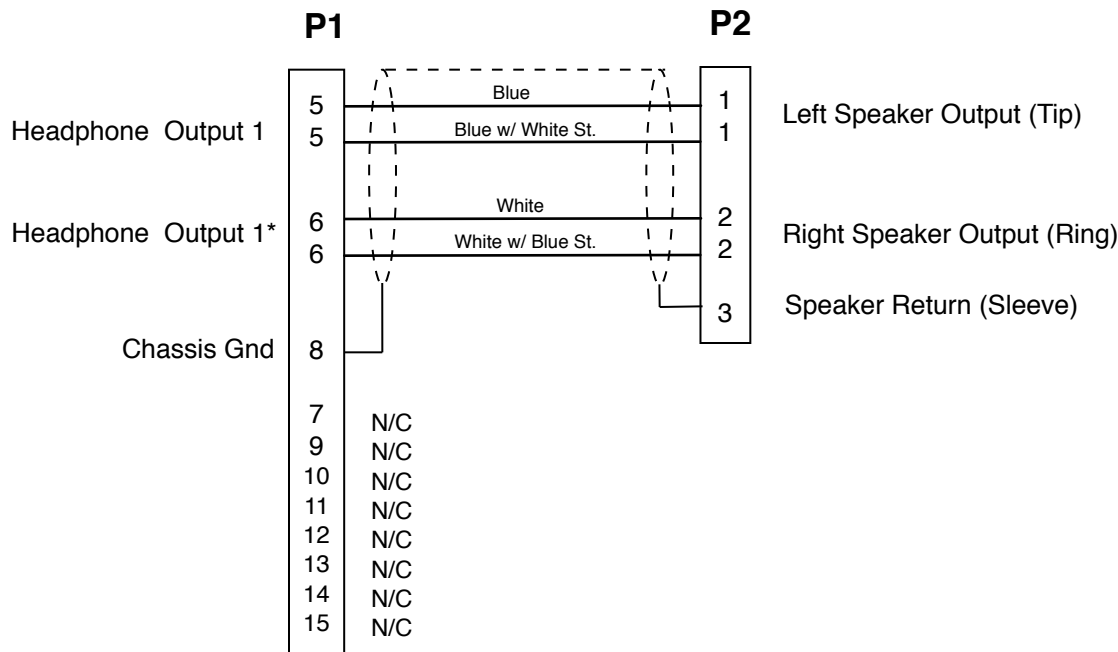 P1 P2
5 Blue 1
Left Speaker Output (Tip)
Headphone Output 1 5 Blue w/ White St. 1
6 White 2
Headphone Output 1* Right Speaker Output (Ring)
6 White w/ Blue St. 2
3 Speaker Return (Sleeve)
Chassis Gnd 8
7 N/C
9 N/C
10 N/C
11 N/C
12 N/C
13 N/C
14 N/C
15 N/C